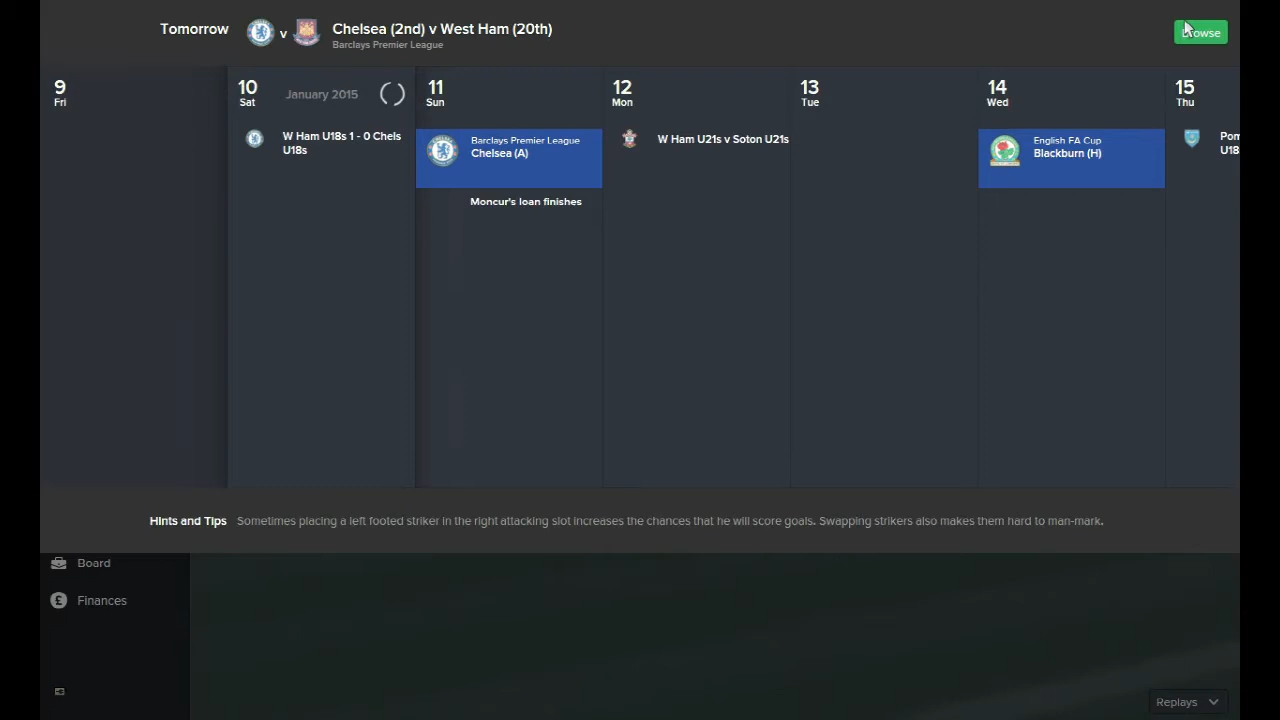 Tomorrow
v
Chelsea (2nd) v West Ham (20th)
Barclays Premier League
Browse
9
Fri
10
Sat
January 2015
W Ham U18s 1 - 0 Chels
U18s
11
Sun
Barclays Premier League
Chelsea (A)
Moncur's loan finishes
12
Mon
W Ham U21s v Soton U21s
13
Tue
14
Wed
English FA Cup
Blackburn (H)
15
Thu
Pom
U18
Hints and Tips
Sometimes placing a left footed striker in the right attacking slot increases the chances that he will score goals. Swapping strikers also makes them hard to man-mark.
Board
Finances
Replays